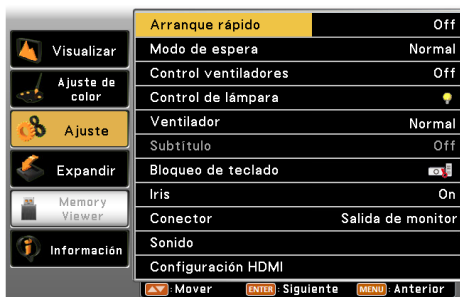 Visualizar
Ajuste de
color
Ajuste
Expandir
Memory
Viewer
Información
Arranque rápido Off
Modo de espera Normal
Control ventiladores Off
Control de lámpara
Ventilador Normal
Subtítulo Off
Bloqueo de teclado
Iris On
Conector Salida de monitor
Sonido
Configuración HDMI
:Mover ENTER :Siguiente MENU :Anterior